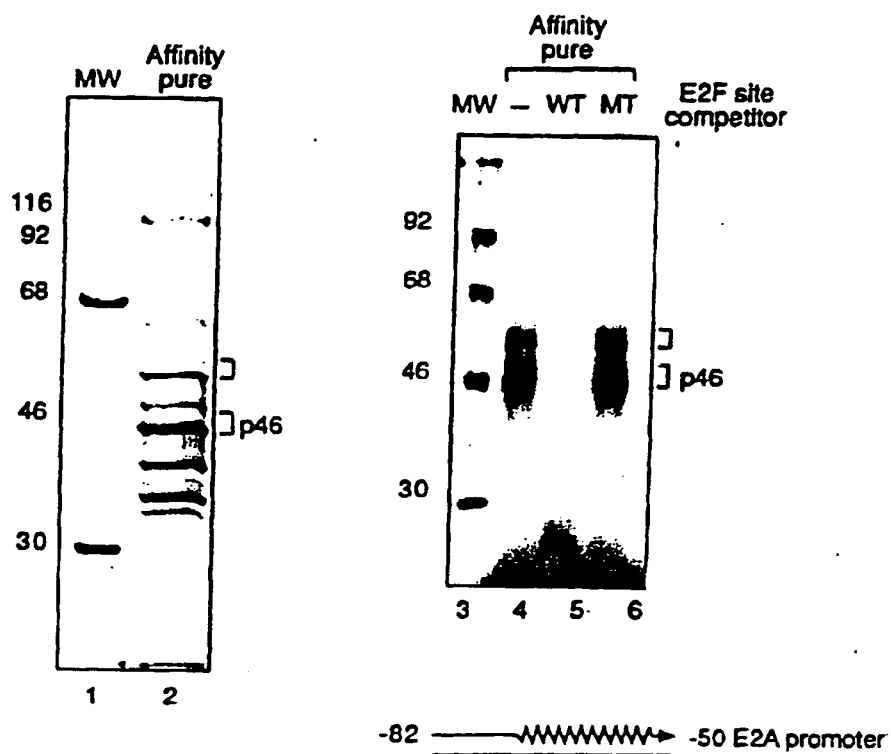 MW
Affinity
pure
116
92
68
46
30
p46
1 2
Affinity
pure
MW – WT MT
E2F site
competitor
92
68
46
30
p46
3 4 5 6
-82
-50 E2A promoter